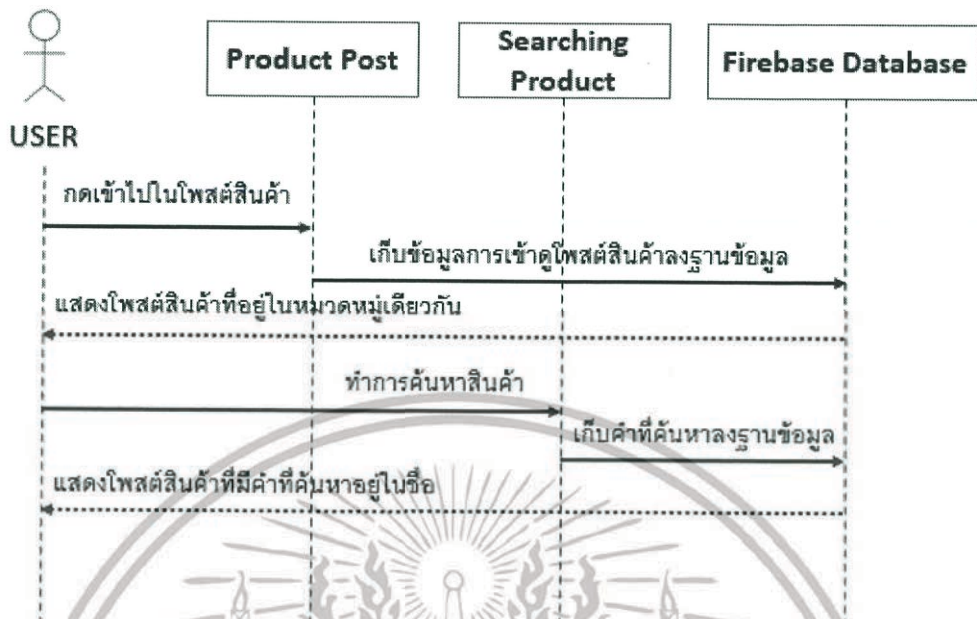 Product Post
Searching
Product
Firebase Database
USER
กดเข้าไปในโพสต์สินค้า
เก็บข้อมูลการเข้าดูโพสต์สินค้าลงฐานข้อมูล
แสดงโพสต์สินค้าที่อยู่ในหมวดหมู่เดียวกัน
ทำการค้นหาสินค้า
เก็บคำที่ค้นหาลงฐานข้อมูล
แสดงโพสต์สินค้าที่มีคำที่ค้นหาอยู่ในชื่อ